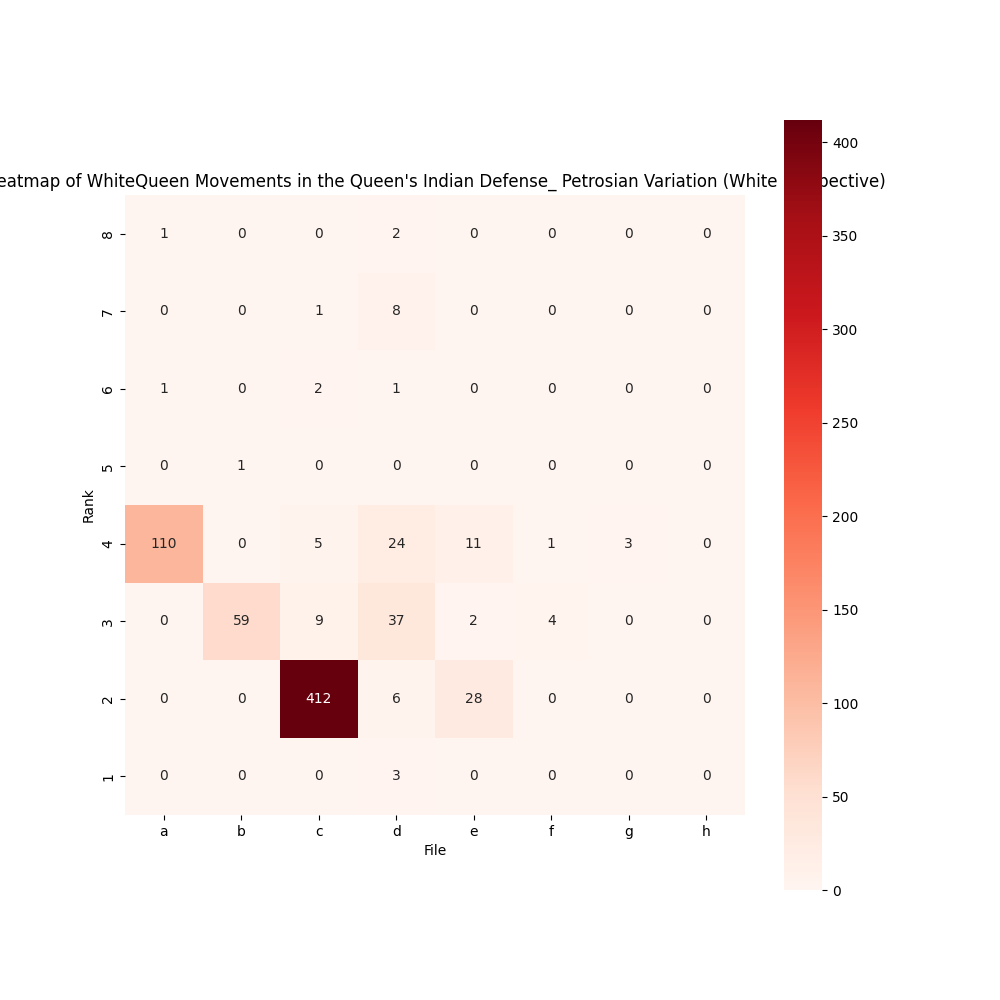 eatmap of WhiteQueen Movements in the Queen's Indian Defense_ Petrosian Variation (White pective)
400
350
300
250
200
150
100
50
0
8 1 0 0 2 0 0 0 0
7 0 0 1 8 0 0 0 0
6 1 0 2 1 0 0 0 0
5 0 1 0 0 0 0 0 0
4 110 0 5 24 11 1 3 0
Rank
3 0 59 9 37 2 4 0 0
2 0 0 412 6 28 0 0 0
1 0 0 0 3 0 0 0 0
a b c d e f g h
File